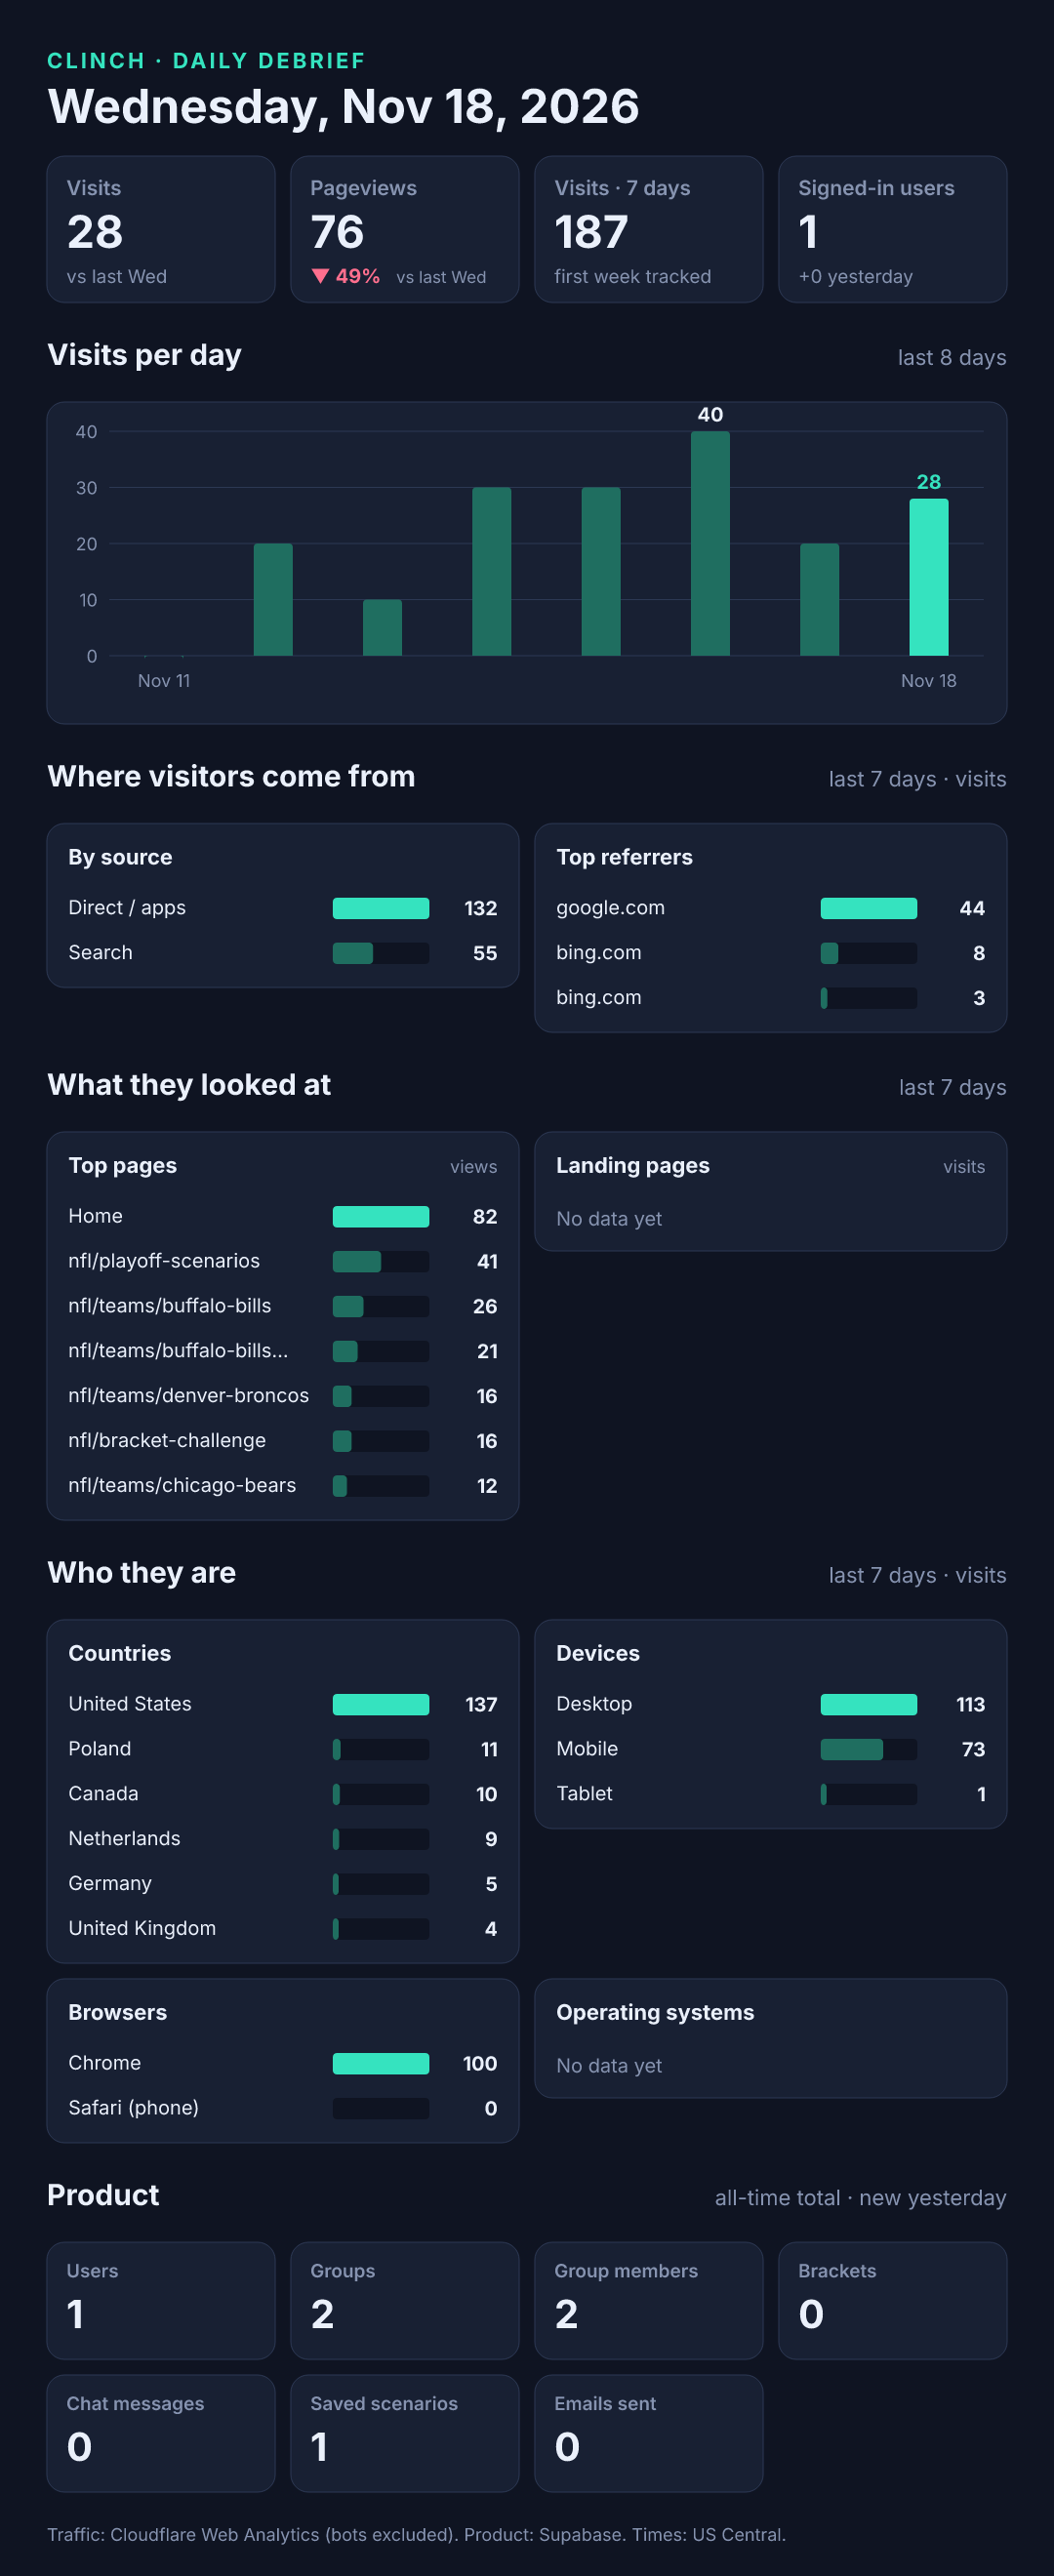 CLINCH · DAILY DEBRIEF
Wednesday, Nov 18, 2026
Visits
28
vs last Wed
Pageviews
76
▼ 49% vs last Wed
Visits · 7 days
187
first week tracked
Signed-in users
1
+0 yesterday
Visits per day
last 8 days
40
30
20
10
0
40
28
Nov 11
Nov 18
Where visitors come from
last 7 days · visits
By source
Direct / apps 132
Search 55
Top referrers
google.com 44
bing.com 8
bing.com 3
What they looked at
last 7 days
Top pages views
Home 82
nfl/playoff-scenarios 41
nfl/teams/buffalo-bills 26
nfl/teams/buffalo-bills... 21
nfl/teams/denver-broncos 16
nfl/bracket-challenge 16
nfl/teams/chicago-bears 12
Landing pages visits
No data yet
Who they are
last 7 days · visits
Countries
United States 137
Poland 11
Canada 10
Netherlands 9
Germany 5
United Kingdom 4
Devices
Desktop 113
Mobile 73
Tablet 1
Browsers
Chrome 100
Safari (phone) 0
Operating systems
No data yet
Product
all-time total · new yesterday
Users
1
Groups
2
Group members
2
Brackets
0
Chat messages
0
Saved scenarios
1
Emails sent
0
Traffic: Cloudflare Web Analytics (bots excluded). Product: Supabase. Times: US Central.